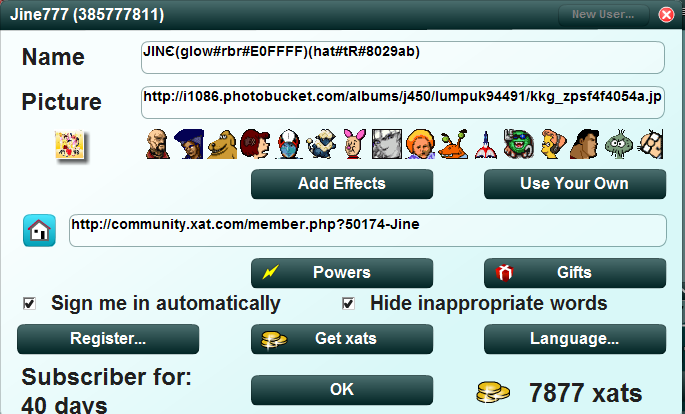 Jine777 (385777811)
New User...
Name
JINЄ(glow#rbr#E0FFFF)(hat#tR#8029ab)
Picture
http://i1086.photobucket.com/albums/j450/lumpuk94491/kkg_zpsf4f4054a.jp
Add Effects
Use Your Own
http://community.xat.com/member.php?50174-Jine
Powers
Gifts
Sign me in automatically
Hide inappropriate words
Register...
Get xats
Language...
Subscriber for:
40 days
OK
7877 xats